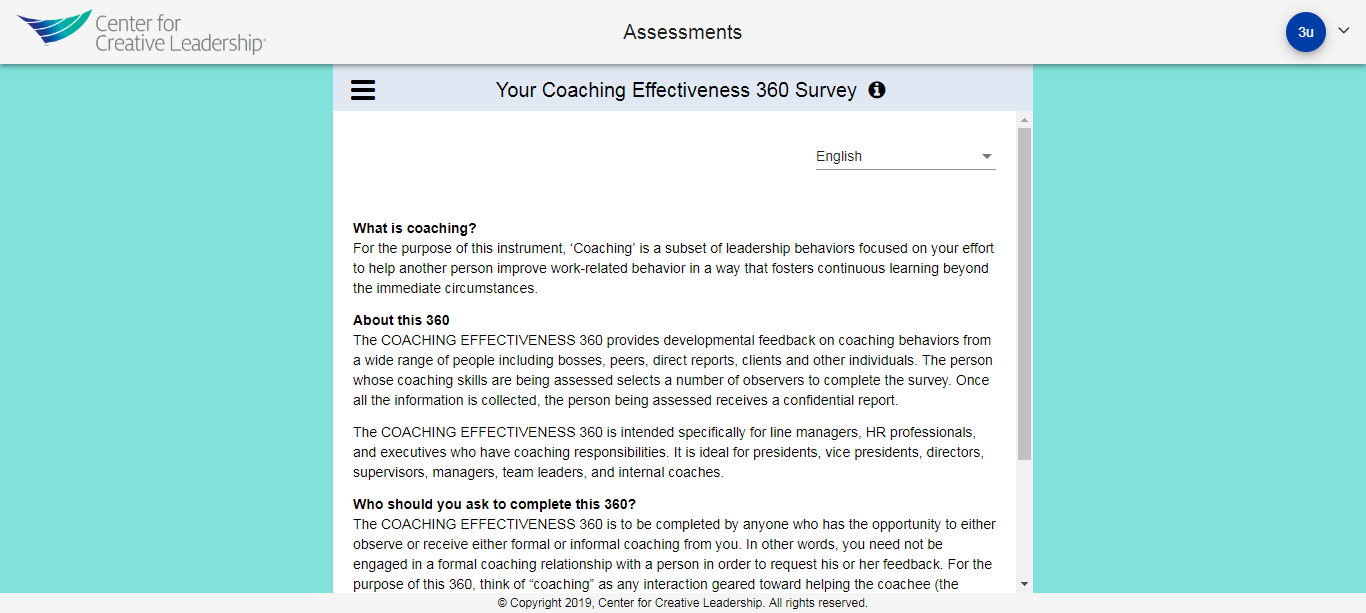 Center for
Creative Leadership®
Assessments
3u
Your Coaching Effectiveness 360 Survey
English
What is coaching?
For the purpose of this instrument, ‘Coaching’ is a subset of leadership behaviors focused on your effort
to help another person improve work-related behavior in a way that fosters continuous learning beyond
the immediate circumstances.
About this 360
The COACHING EFFECTIVENESS 360 provides developmental feedback on coaching behaviors from
a wide range of people including bosses, peers, direct reports, clients and other individuals. The person
whose coaching skills are being assessed selects a number of observers to complete the survey. Once
all the information is collected, the person being assessed receives a confidential report.
The COACHING EFFECTIVENESS 360 is intended specifically for line managers, HR professionals,
and executives who have coaching responsibilities. It is ideal for presidents, vice presidents, directors,
supervisors, managers, team leaders, and internal coaches.
Who should you ask to complete this 360?
The COACHING EFFECTIVENESS 360 is to be completed by anyone who has the opportunity to either
observe or receive either formal or informal coaching from you. In other words, you need not be
engaged in a formal coaching relationship with a person in order to request his or her feedback. For the
purpose of this 360, think of “coaching” as any interaction geared toward helping the coachee (the
© Copyright 2019, Center for Creative Leadership. All rights reserved.